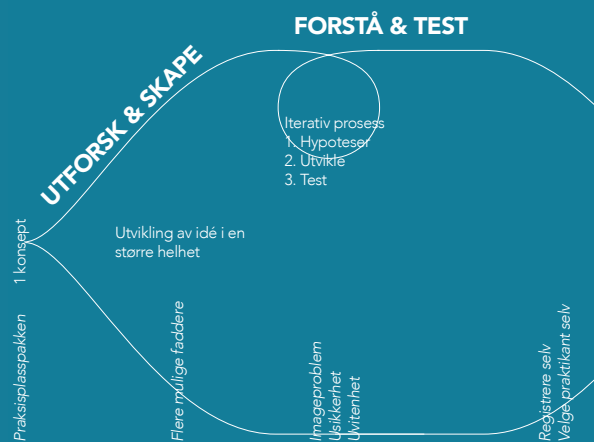 FORSTÅ & TEST
UTFORSK & SKAPE
Iterativ prosess
1. Hypoteser
2. Utvikle
3. Test
1 konsept
Utvikling av idé i en
større helhet
Praksisplasspakken
Flere mulige faddere
Imageproblem
Usikkerhet
Uvitenhet
Registrere selv
Velge praktikant selv